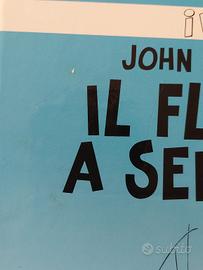 JOHN
IL FL
A SE
subito